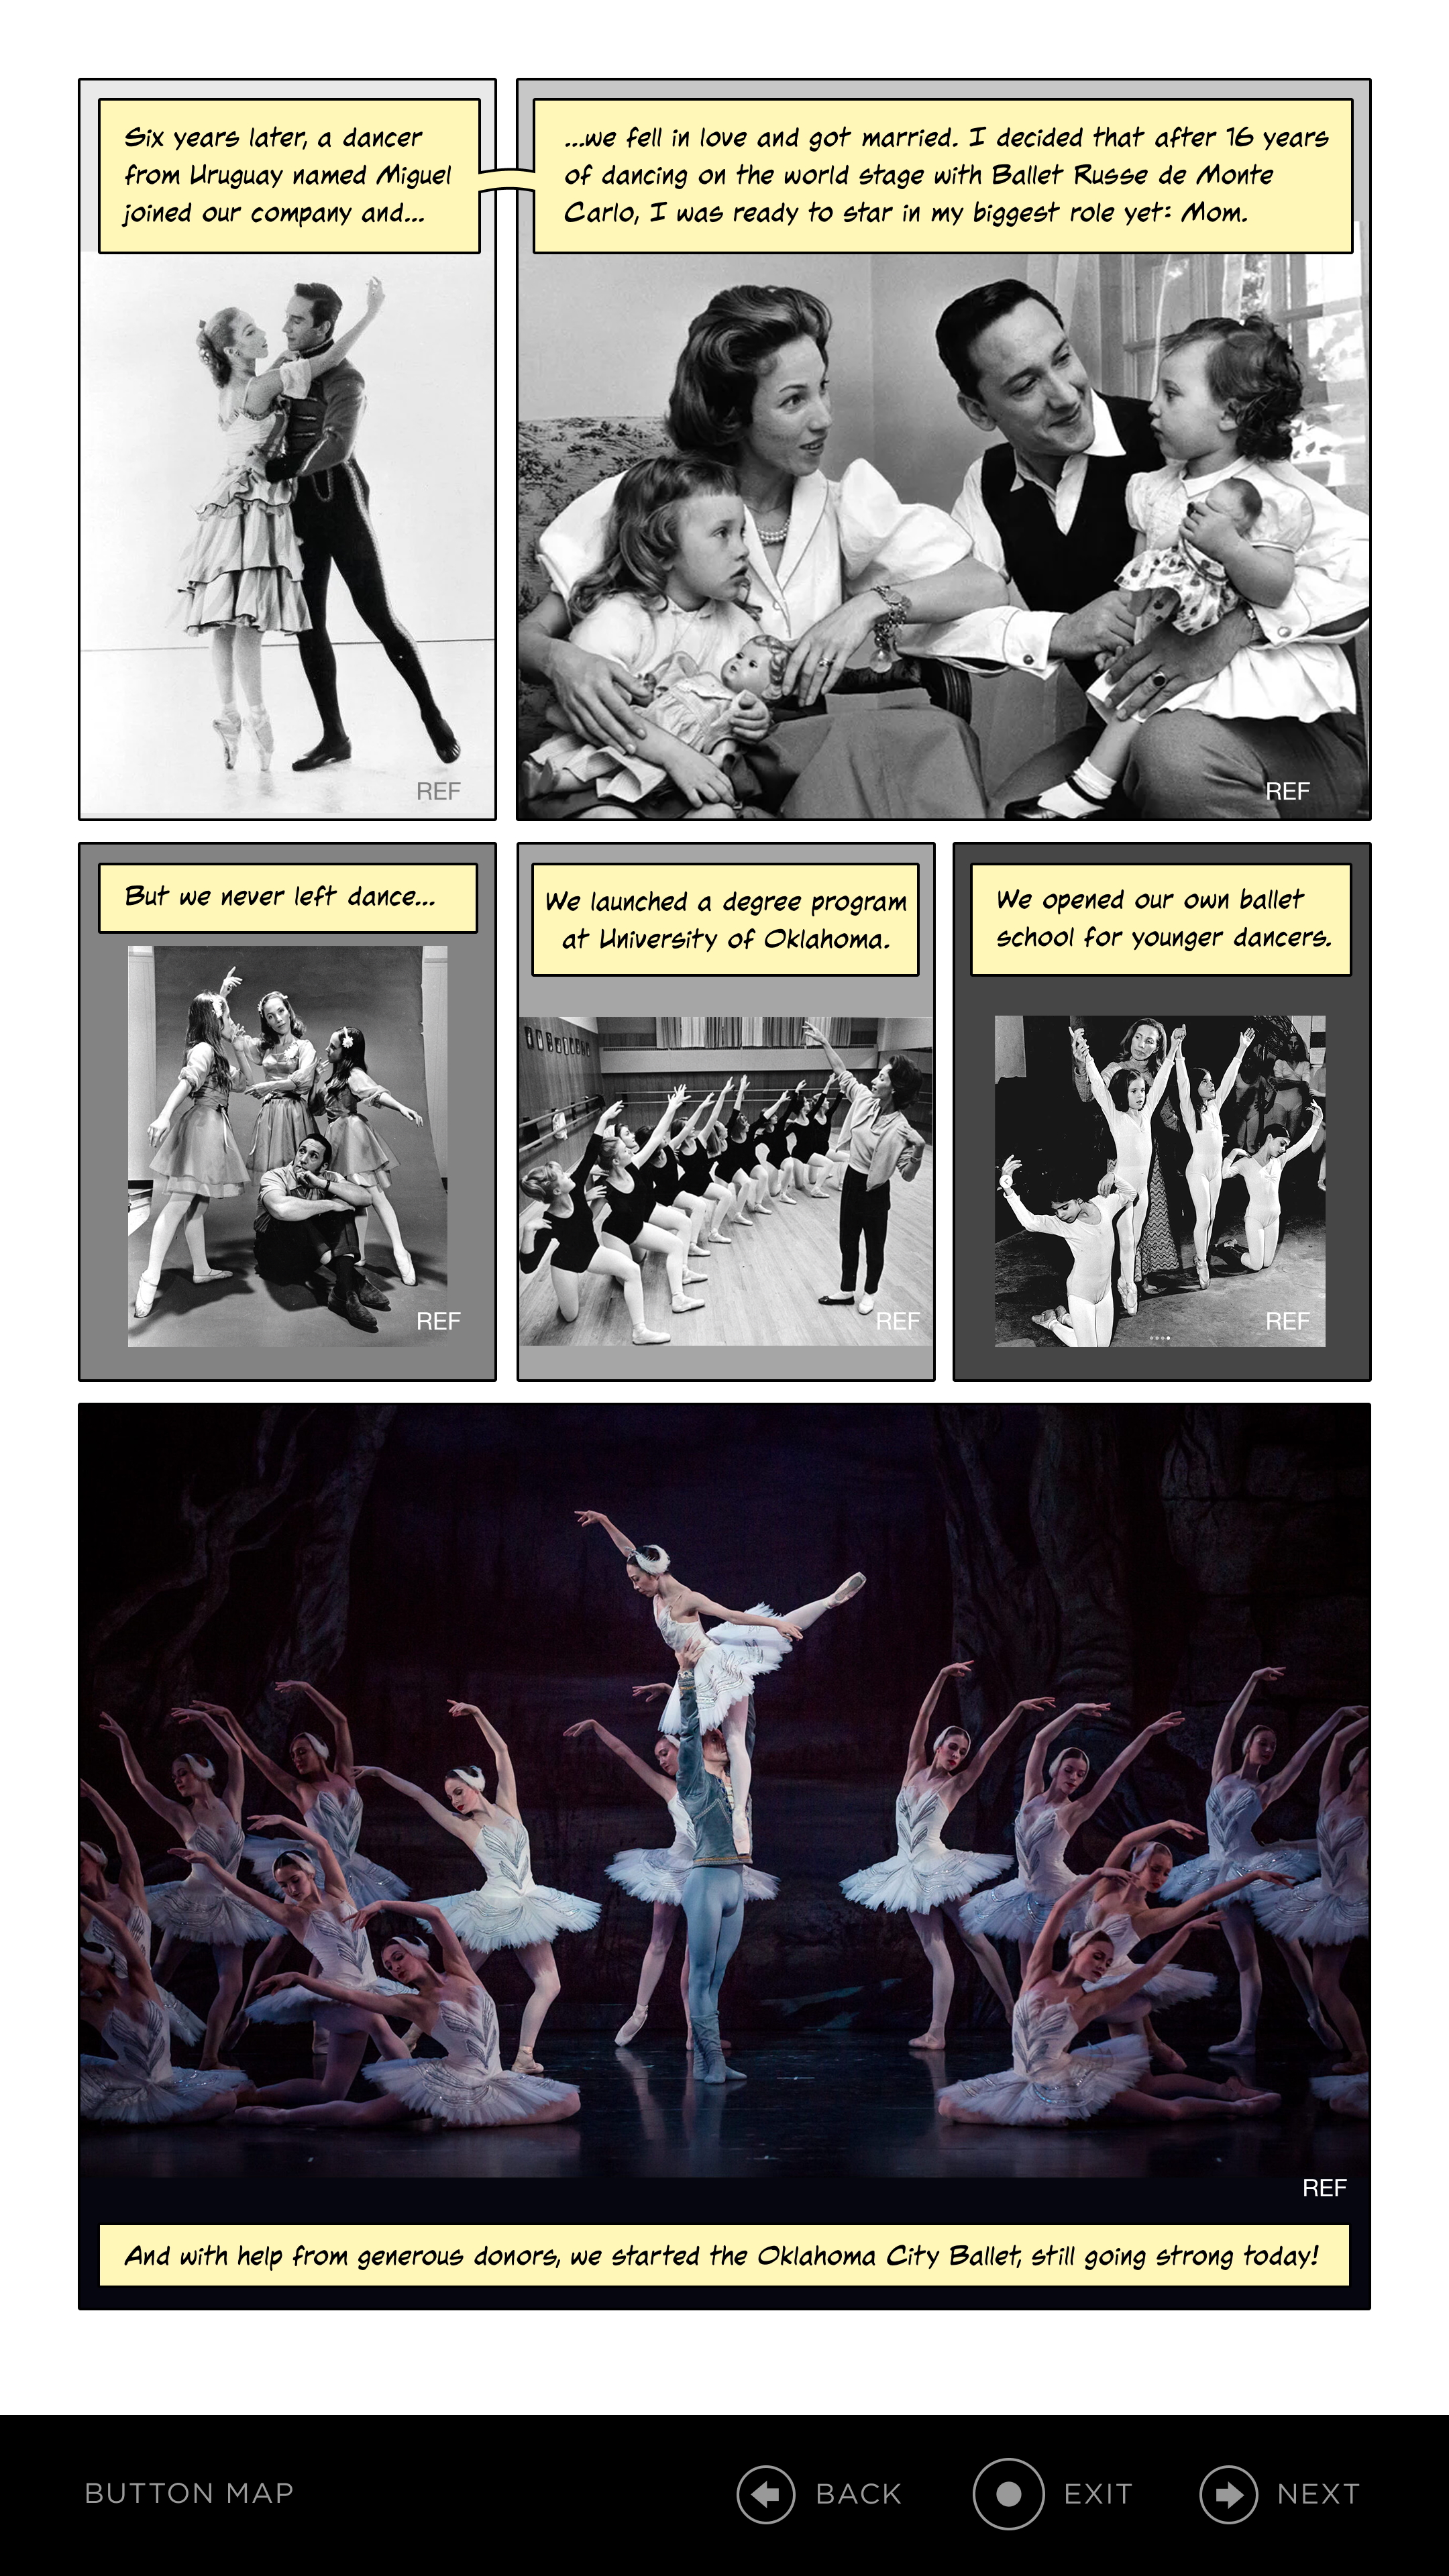 Six years later, a dancer
from Uruguay named Miguel
joined our company and...
...we fell in love and got married. I decided that after 16 years
of dancing on the world stage with Ballet Russe de Monte
Carlo, I was ready to star in my biggest role yet: Mom.
REF
REF
But we never left dance...
We launched a degree program
at University of Oklahoma.
We opened our own ballet
school for younger dancers.
REF
REF
REF
REF
And with help from generous donors, we started the Oklahoma City Ballet, still going strong today!
BUTTON MAP
BACK
EXIT
NEXT